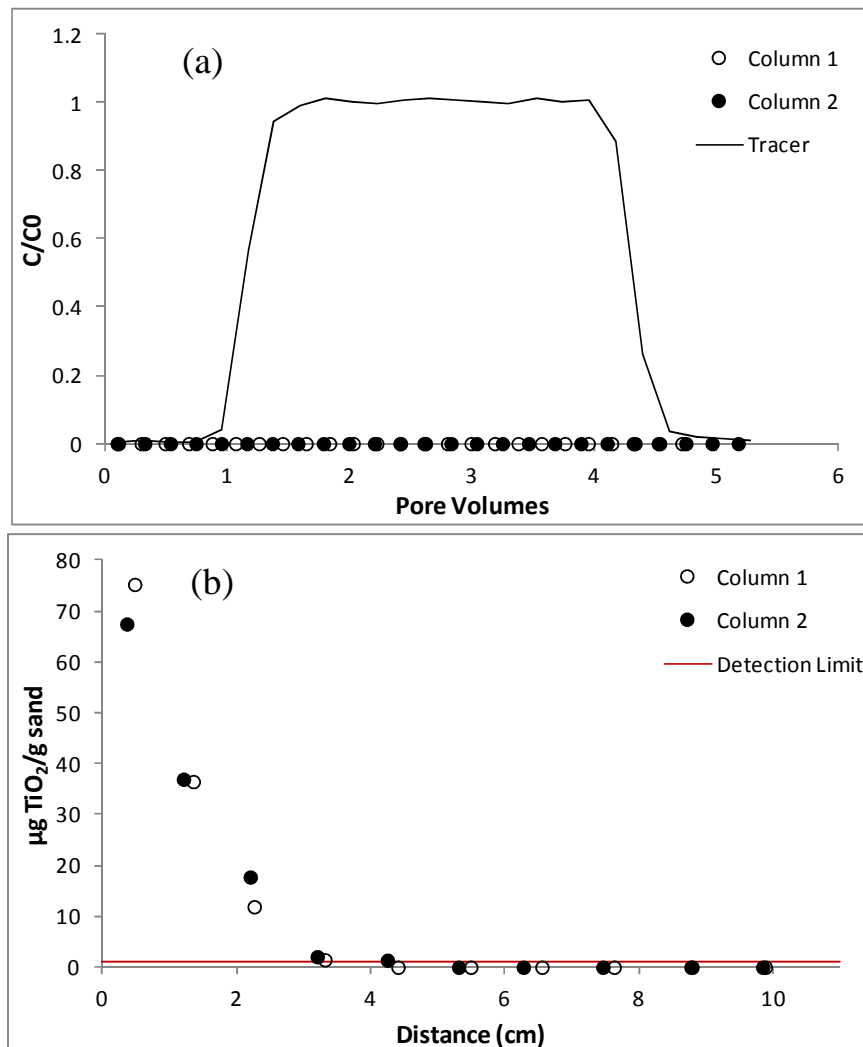 (a)
Column 1
Column 2
Tracer
C/C0
1.2
1
0.8
0.6
0.4
0.2
0
0 1 2 3 4 5 6
Pore Volumes
(b)
Column 1
Column 2
Detection Limit
µg TiO₂/g sand
80
70
60
50
40
30
20
10
0
0 2 4 6 8 10
Distance (cm)